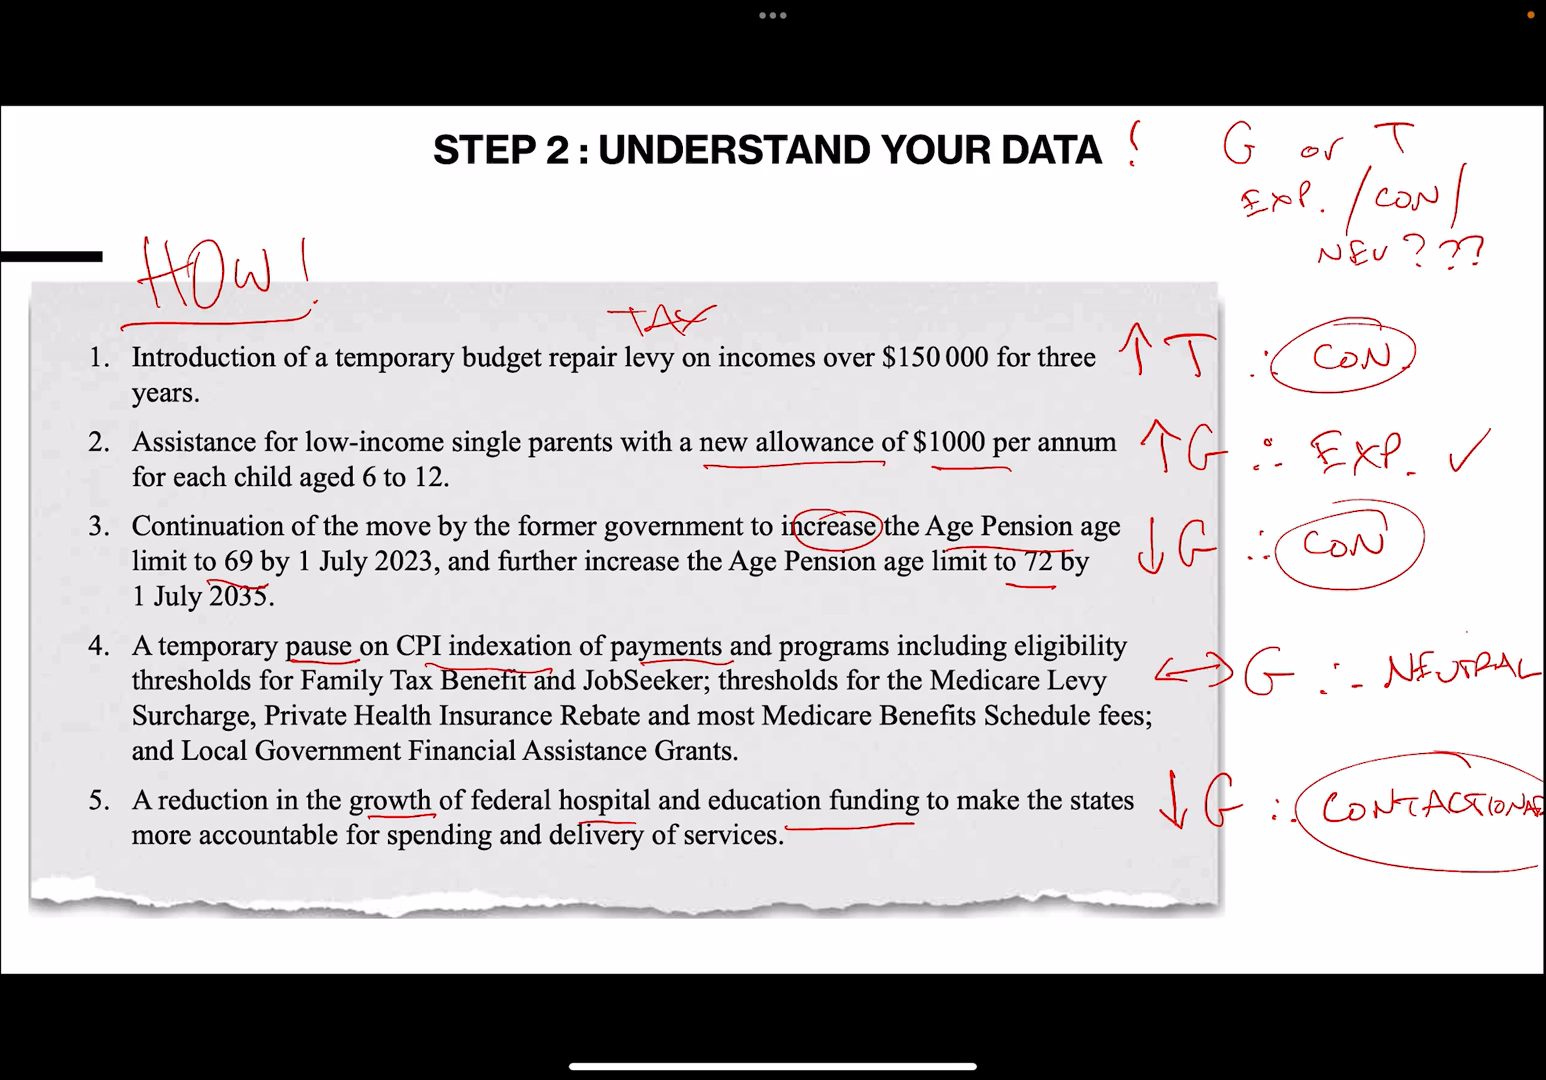 STEP 2 : UNDERSTAND YOUR DATA !
G or T
EXP. / CON /
NEU ???
HOW!
TAX
1. Introduction of a temporary budget repair levy on incomes over $150 000 for three
years.
↑ T ∴ CON.
2. Assistance for low-income single parents with a new allowance of $1000 per annum
for each child aged 6 to 12.
↑ G ∴ EXP. ✓
3. Continuation of the move by the former government to increase the Age Pension age
limit to 69 by 1 July 2023, and further increase the Age Pension age limit to 72 by
1 July 2035.
↓ G ∴ CON
4. A temporary pause on CPI indexation of payments and programs including eligibility
thresholds for Family Tax Benefit and JobSeeker; thresholds for the Medicare Levy
Surcharge, Private Health Insurance Rebate and most Medicare Benefits Schedule fees;
and Local Government Financial Assistance Grants.
↔ G ∴ NEUTRAL
5. A reduction in the growth of federal hospital and education funding to make the states
more accountable for spending and delivery of services.
↓ G ∴ CONTACTIONAR